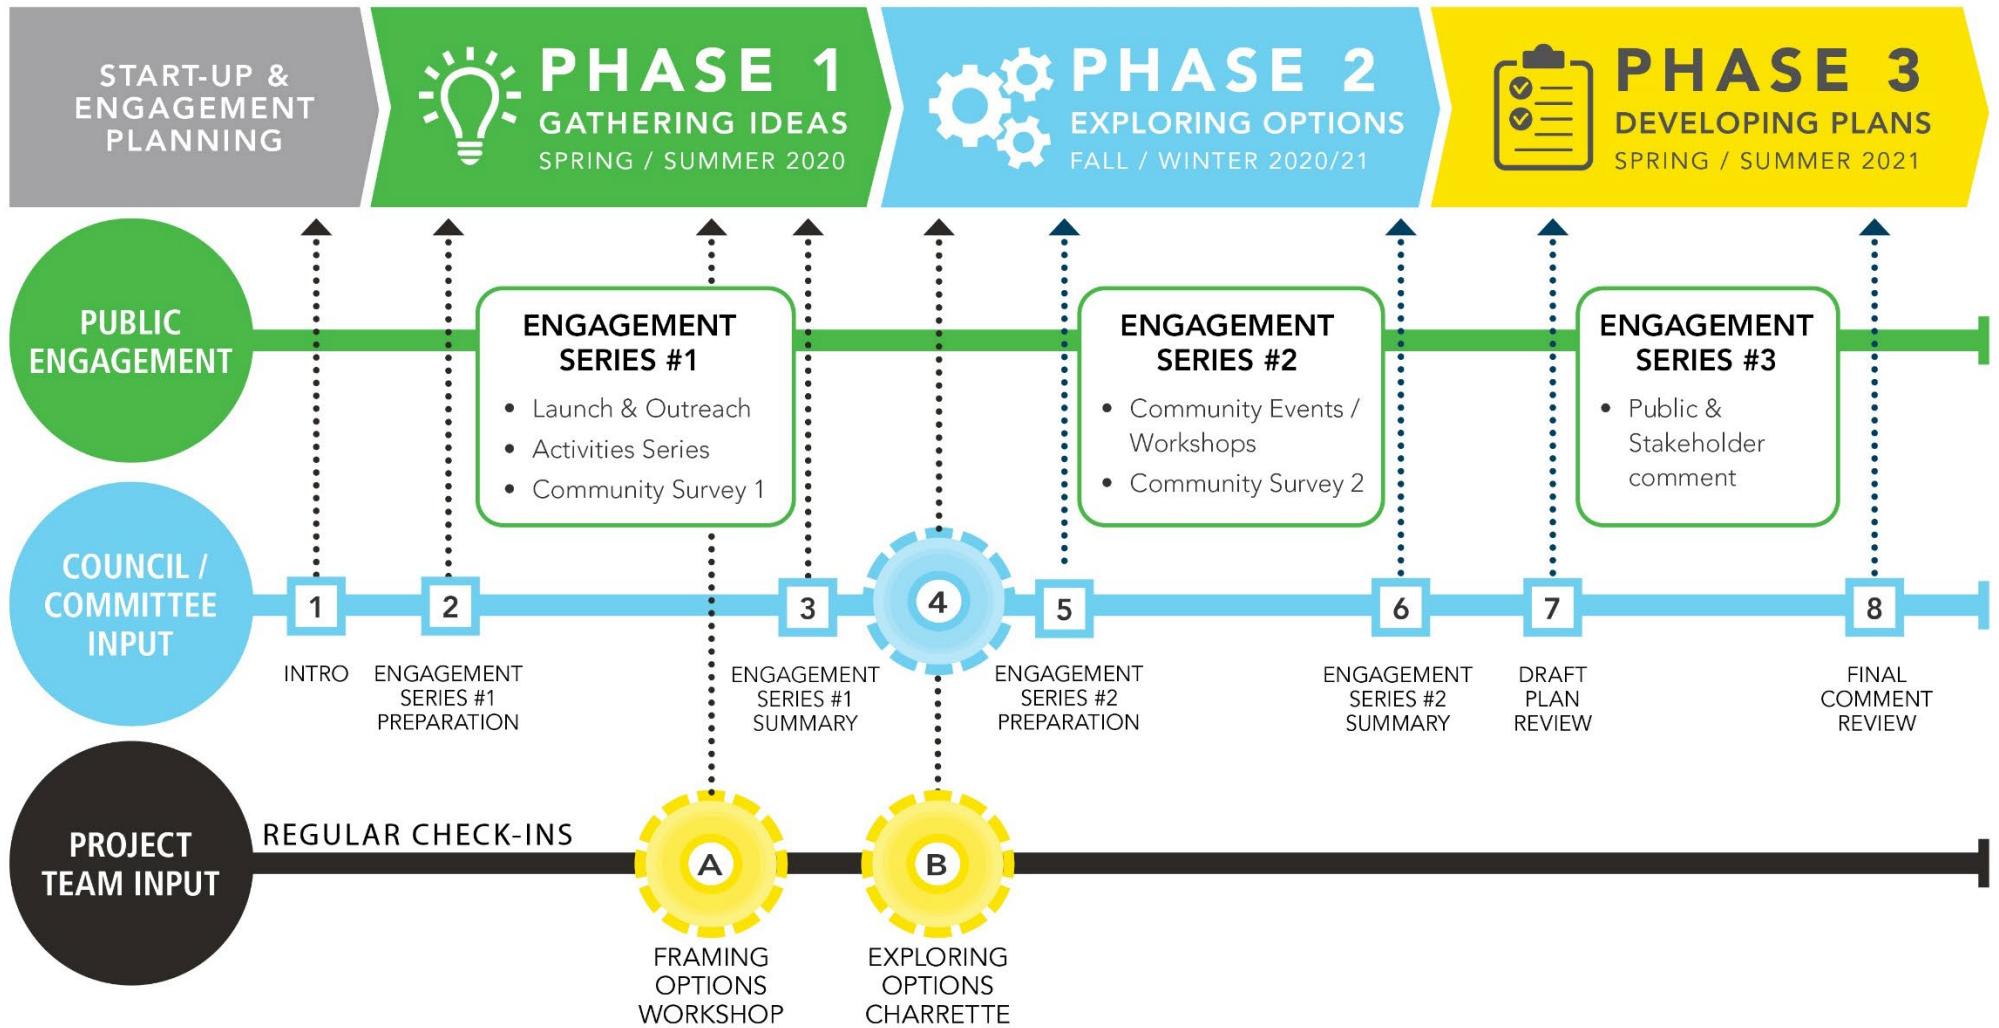 START-UP &
ENGAGEMENT
PLANNING
PHASE 1
GATHERING IDEAS
SPRING / SUMMER 2020
PHASE 2
EXPLORING OPTIONS
FALL / WINTER 2020/21
PHASE 3
DEVELOPING PLANS
SPRING / SUMMER 2021
PUBLIC
ENGAGEMENT
ENGAGEMENT
SERIES #1
• Launch & Outreach
• Activities Series
• Community Survey 1
ENGAGEMENT
SERIES #2
• Community Events /
Workshops
• Community Survey 2
ENGAGEMENT
SERIES #3
• Public &
Stakeholder
comment
COUNCIL /
COMMITTEE
INPUT
1
INTRO
2
ENGAGEMENT
SERIES #1
PREPARATION
3
ENGAGEMENT
SERIES #1
SUMMARY
4
5
ENGAGEMENT
SERIES #2
PREPARATION
6
ENGAGEMENT
SERIES #2
SUMMARY
7
DRAFT
PLAN
REVIEW
8
FINAL
COMMENT
REVIEW
PROJECT
TEAM INPUT
REGULAR CHECK-INS
A
FRAMING
OPTIONS
WORKSHOP
B
EXPLORING
OPTIONS
CHARRETTE